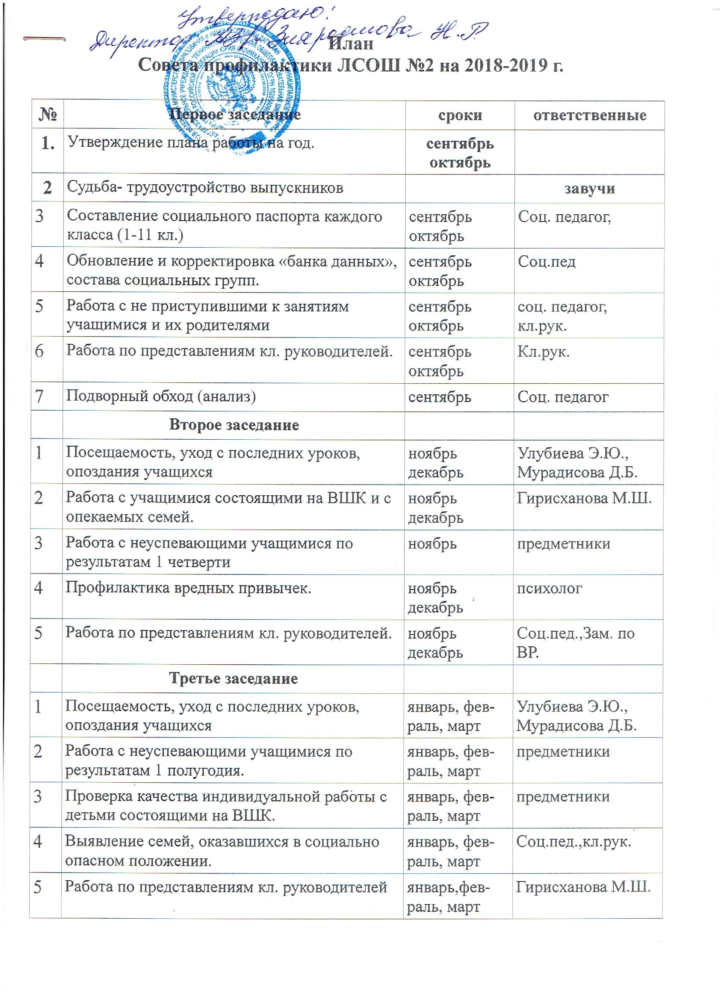 Утверждаю!
Директор Н.Г.
План
Совета профилактики ЛСОШ №2 на 2018-2019 г.
№ Первое заседание сроки ответственные
1. Утверждение плана работы на год. сентябрь
октябрь
2 Судьба- трудоустройство выпускников завучи
3 Составление социального паспорта каждого сентябрь Соц. педагог,
класса (1-11 кл.) октябрь
4 Обновление и корректировка «банка данных», сентябрь Соц.пед
состава социальных групп. октябрь
5 Работа с не приступившими к занятиям сентябрь соц. педагог,
учащимися и их родителями октябрь кл.рук.
6 Работа по представлениям кл. руководителей. сентябрь Кл.рук.
октябрь
7 Подворный обход (анализ) сентябрь Соц. педагог
Второе заседание
1 Посещаемость, уход с последних уроков, ноябрь Улубиева Э.Ю.,
опоздания учащихся декабрь Мурадисова Д.Б.
2 Работа с учащимися состоящими на ВШК и с ноябрь Гирисханова М.Ш.
опекаемых семей. декабрь
3 Работа с неуспевающими учащимися по ноябрь предметники
результатам 1 четверти
4 Профилактика вредных привычек. ноябрь психолог
декабрь
5 Работа по представлениям кл. руководителей. ноябрь Соц.пед.,Зам. по
декабрь ВР.
Третье заседание
1 Посещаемость, уход с последних уроков, январь, фев- Улубиева Э.Ю.,
опоздания учащихся раль, март Мурадисова Д.Б.
2 Работа с неуспевающими учащимися по январь, фев- предметники
результатам 1 полугодия. раль, март
3 Проверка качества индивидуальной работы с январь, фев- предметники
детьми состоящими на ВШК. раль, март
4 Выявление семей, оказавшихся в социально январь, фев- Соц.пед.,кл.рук.
опасном положении. раль, март
5 Работа по представлениям кл. руководителей январь,фев- Гирисханова М.Ш.
раль, март